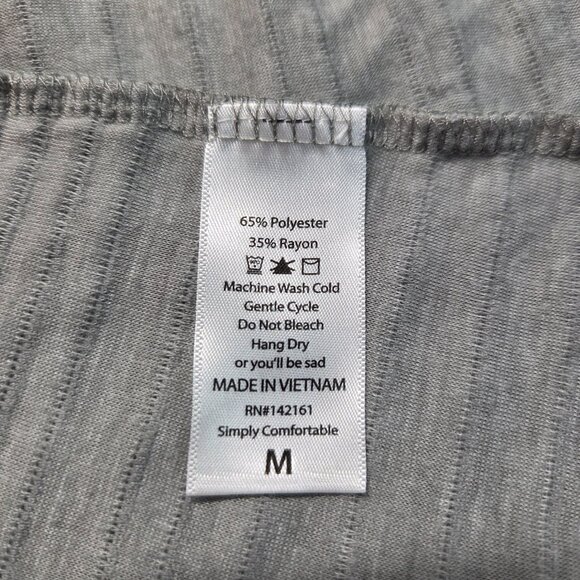 65% Polyester
35% Rayon
Machine Wash Cold
Gentle Cycle
Do Not Bleach
Hang Dry
or you'll be sad
MADE IN VIETNAM
RN#142161
Simply Comfortable
M